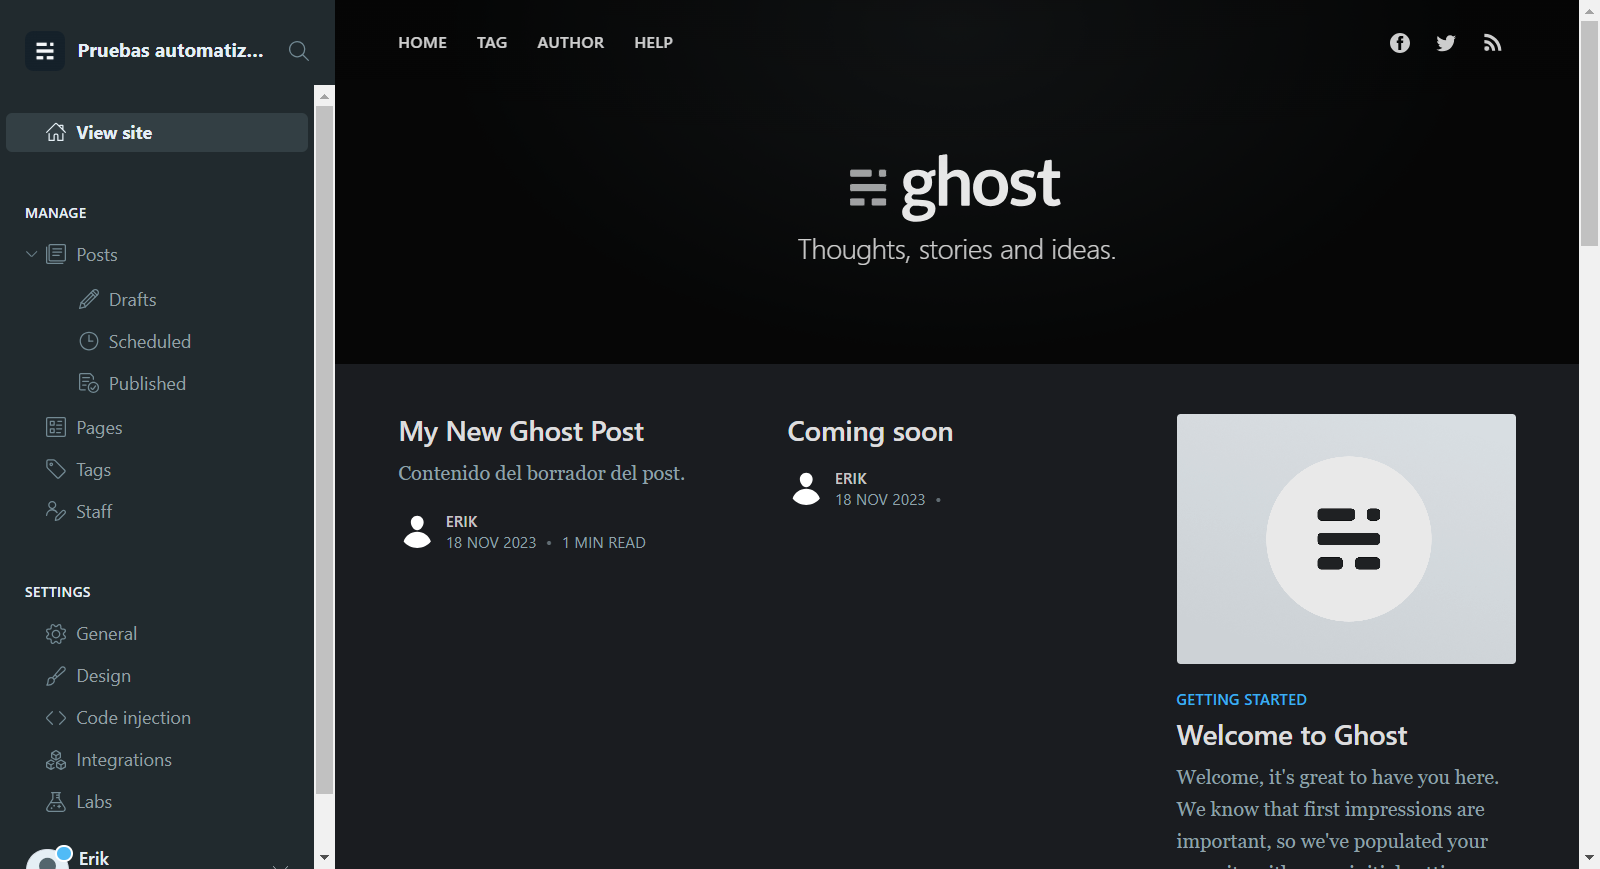 Pruebas automatiz...
View site
MANAGE
Posts
Drafts
Scheduled
Published
Pages
Tags
Staff
SETTINGS
General
Design
Code injection
Integrations
Labs
Erik
HOME TAG AUTHOR HELP
ghost
Thoughts, stories and ideas.
My New Ghost Post
Contenido del borrador del post.
ERIK
18 NOV 2023 • 1 MIN READ
Coming soon
ERIK
18 NOV 2023 •
GETTING STARTED
Welcome to Ghost
Welcome, it's great to have you here.
We know that first impressions are
important, so we've populated your